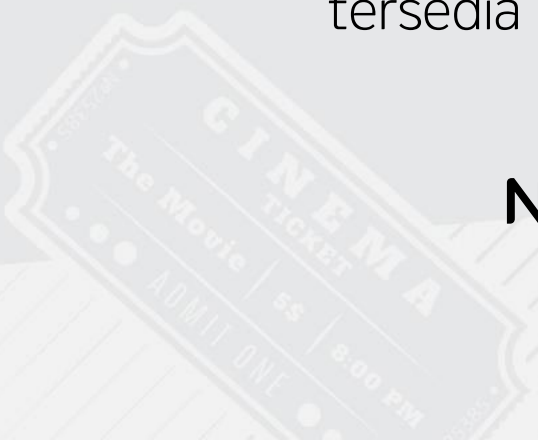 tersedia
CINEMA
TICKET
The Movie
5$
8:00 PM
ADMIT ONE